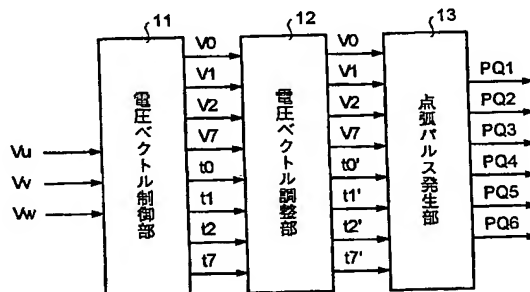 11
12
13
Vu
Vv
Vw
電圧ベクトル制御部
V0
V1
V2
V7
t0
t1
t2
t7
電圧ベクトル調整部
V0
V1
V2
V7
t0'
t1'
t2'
t7'
点弧パルス発生部
PQ1
PQ2
PQ3
PQ4
PQ5
PQ6